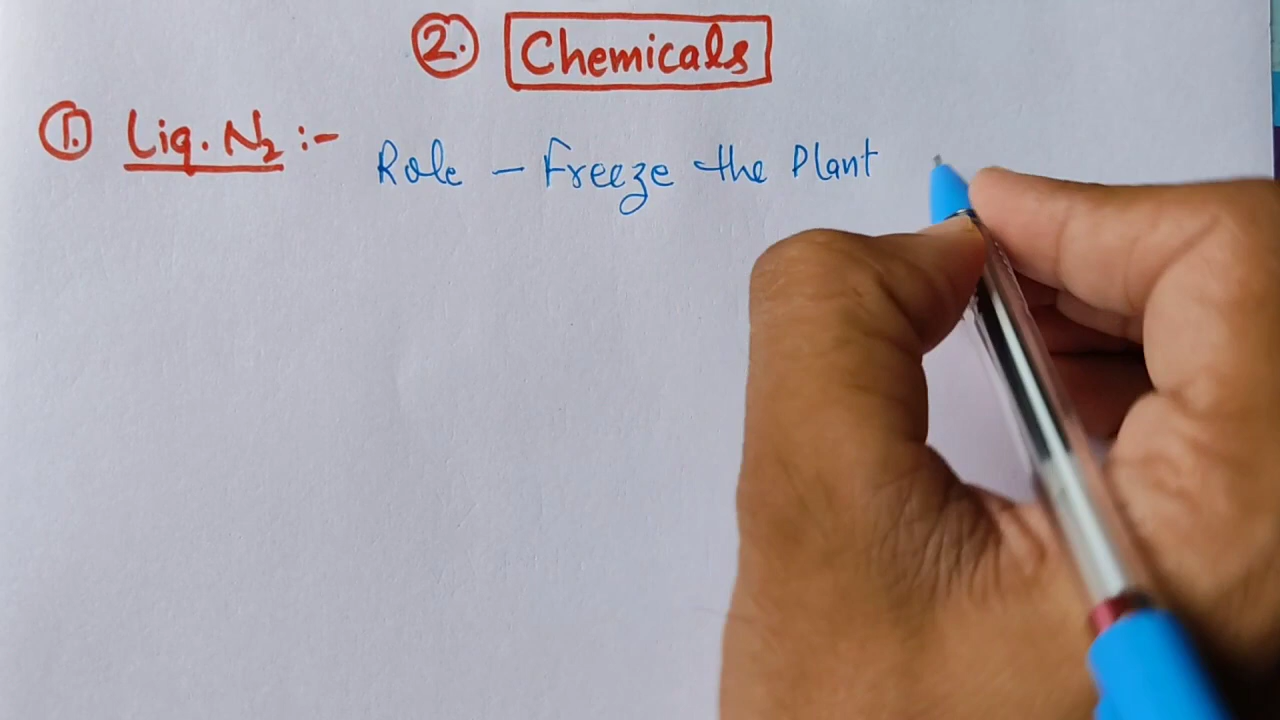 2. Chemicals
1. Liq. N₂ :-
Role - Freeze the Plant